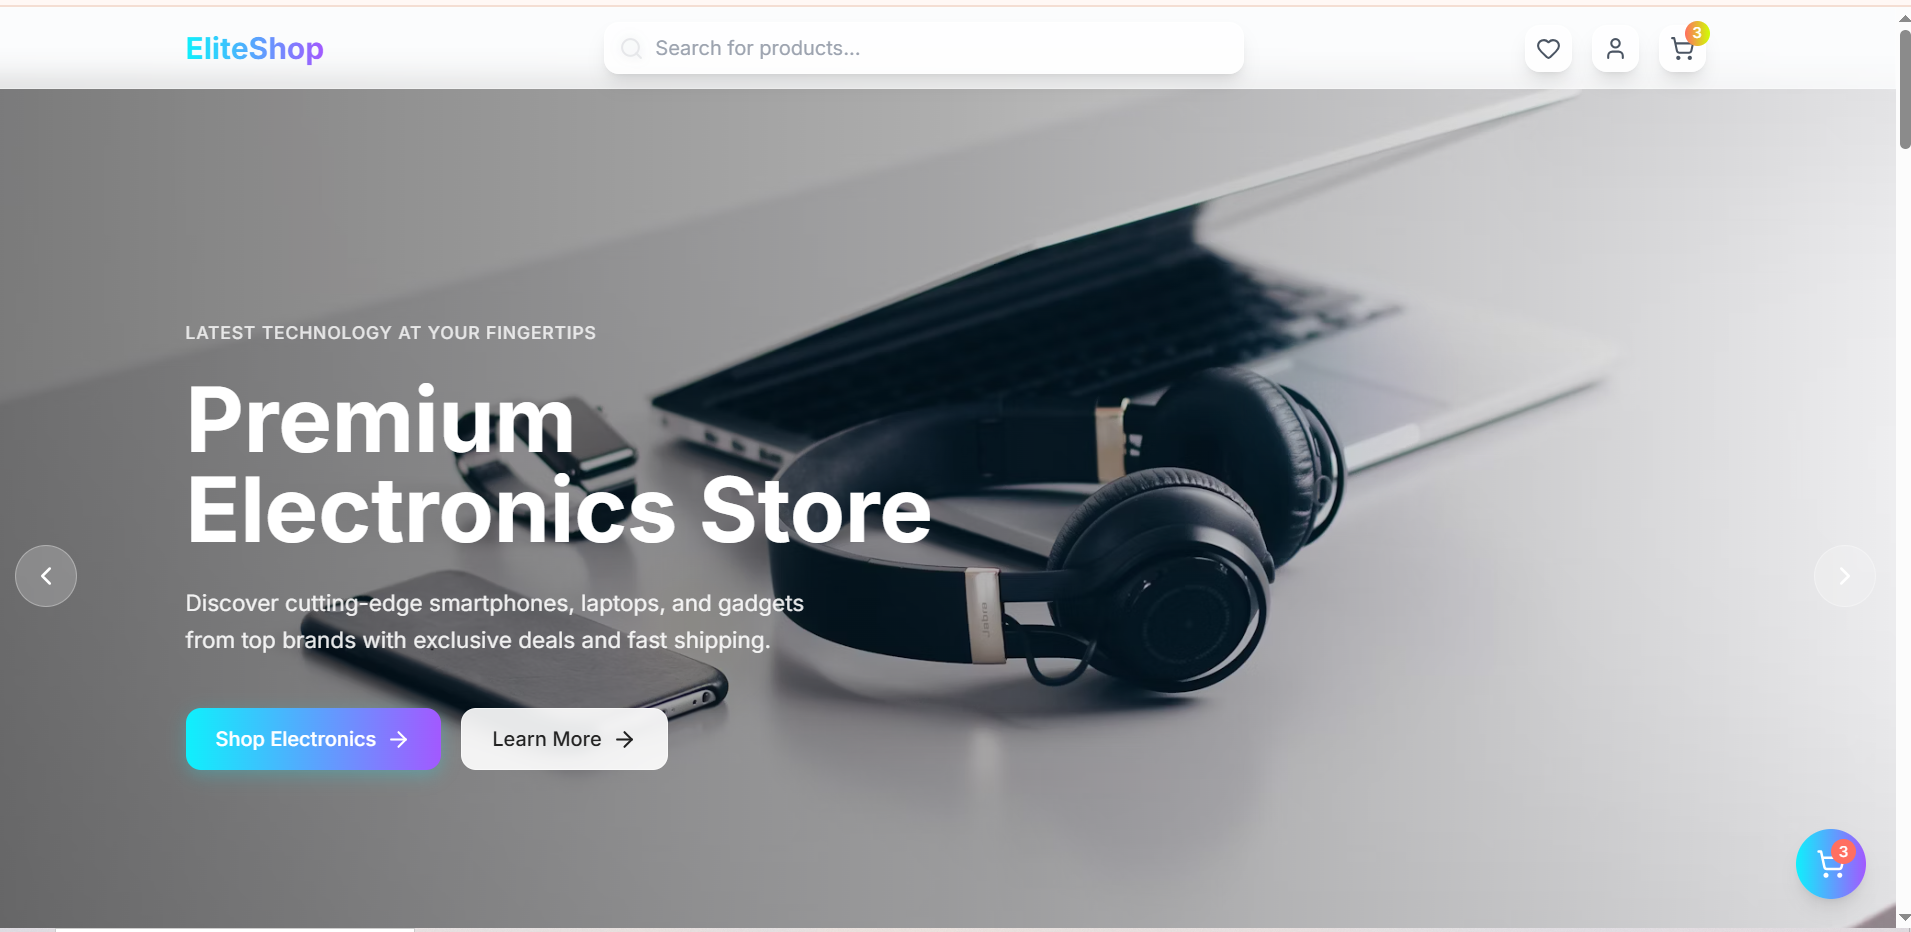 EliteShop
Search for products...
3
LATEST TECHNOLOGY AT YOUR FINGERTIPS
Premium
Electronics Store
Discover cutting-edge smartphones, laptops, and gadgets
from top brands with exclusive deals and fast shipping.
Jabra
Shop Electronics
Learn More
3